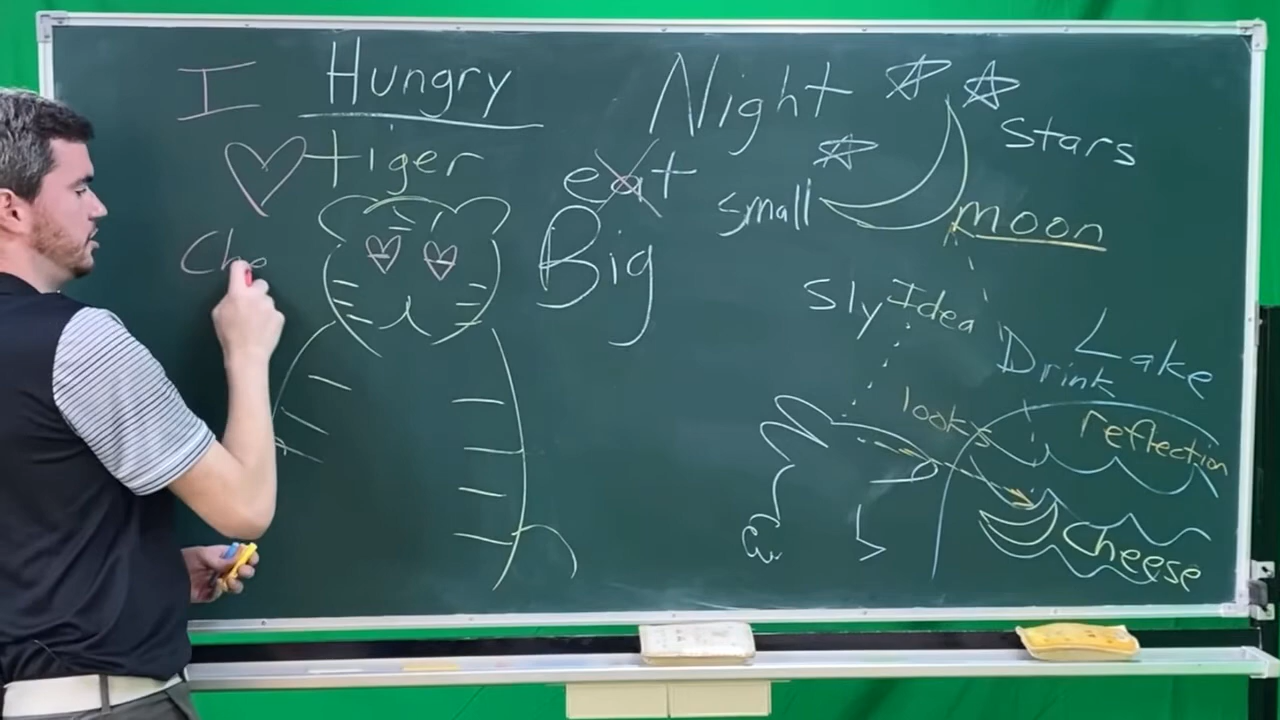 I
Hungry
tiger
Che
eat
Big
Night
small
stars
moon
Sly Idea
Drink
Lake
looks
reflection
Cheese